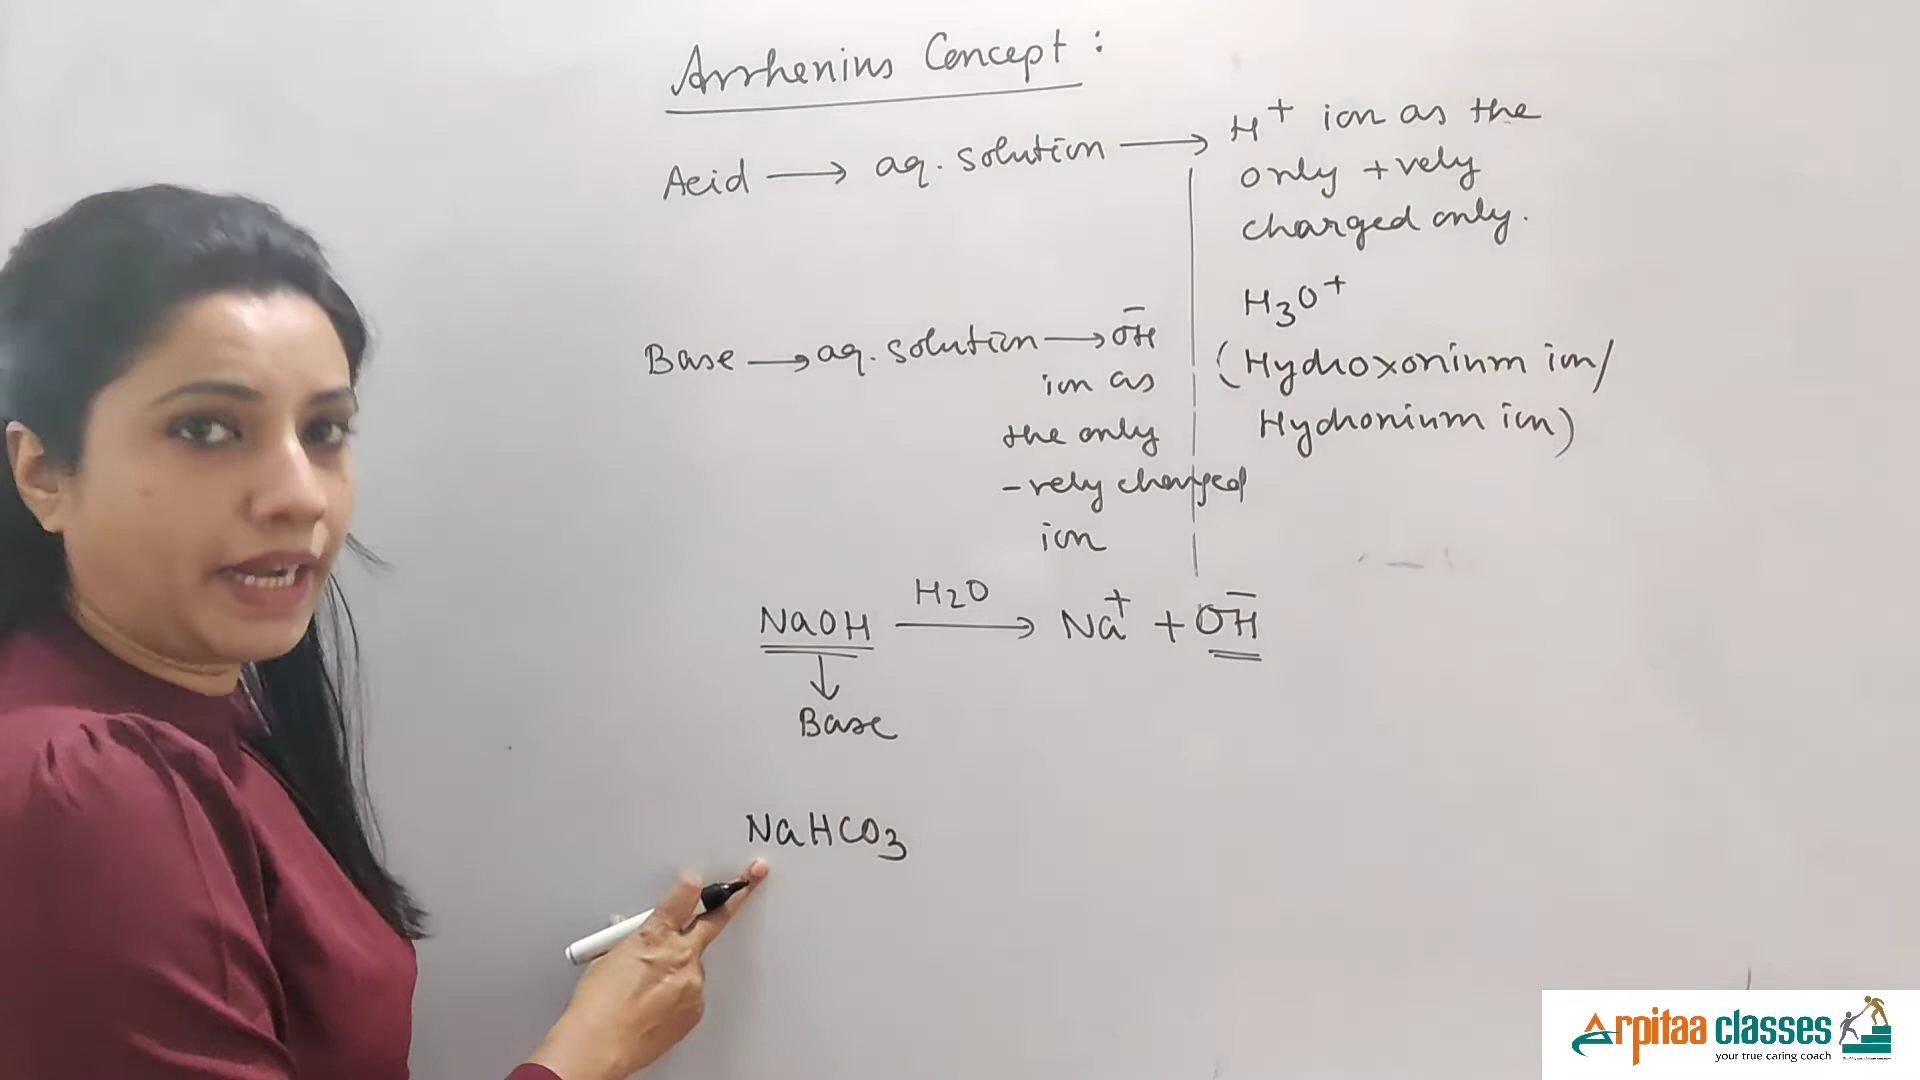 Arrhenius Concept :
Acid → aq. solution → H⁺ ion as the
only +vely
charged only.
H₃O⁺
(Hydroxonium ion/
Hydronium ion)
Base → aq. solution → OH⁻
ion as
the only
-vely charged
ion
NaOH —H₂O→ Na⁺ + OH⁻
↓
Base
NaHCO₃
Arpitaa classes
your true caring coach